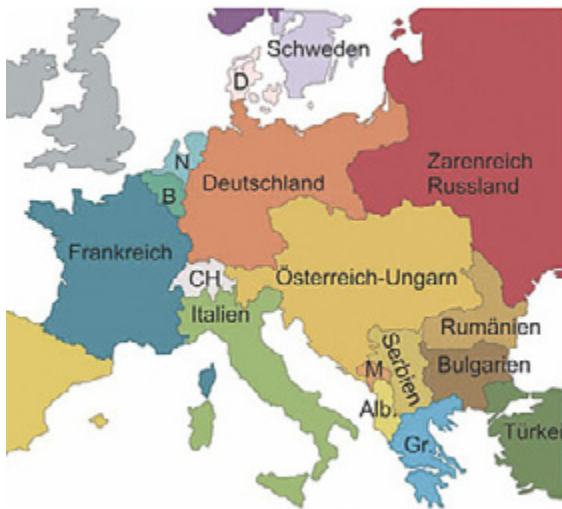 Schweden
D
Zarenreich
Russland
N
Deutschland
B
Frankreich
CH
Österreich-Ungarn
Italien
Rumänien
Serbien
Bulgarien
M
Alb.
Gr.
Türkei